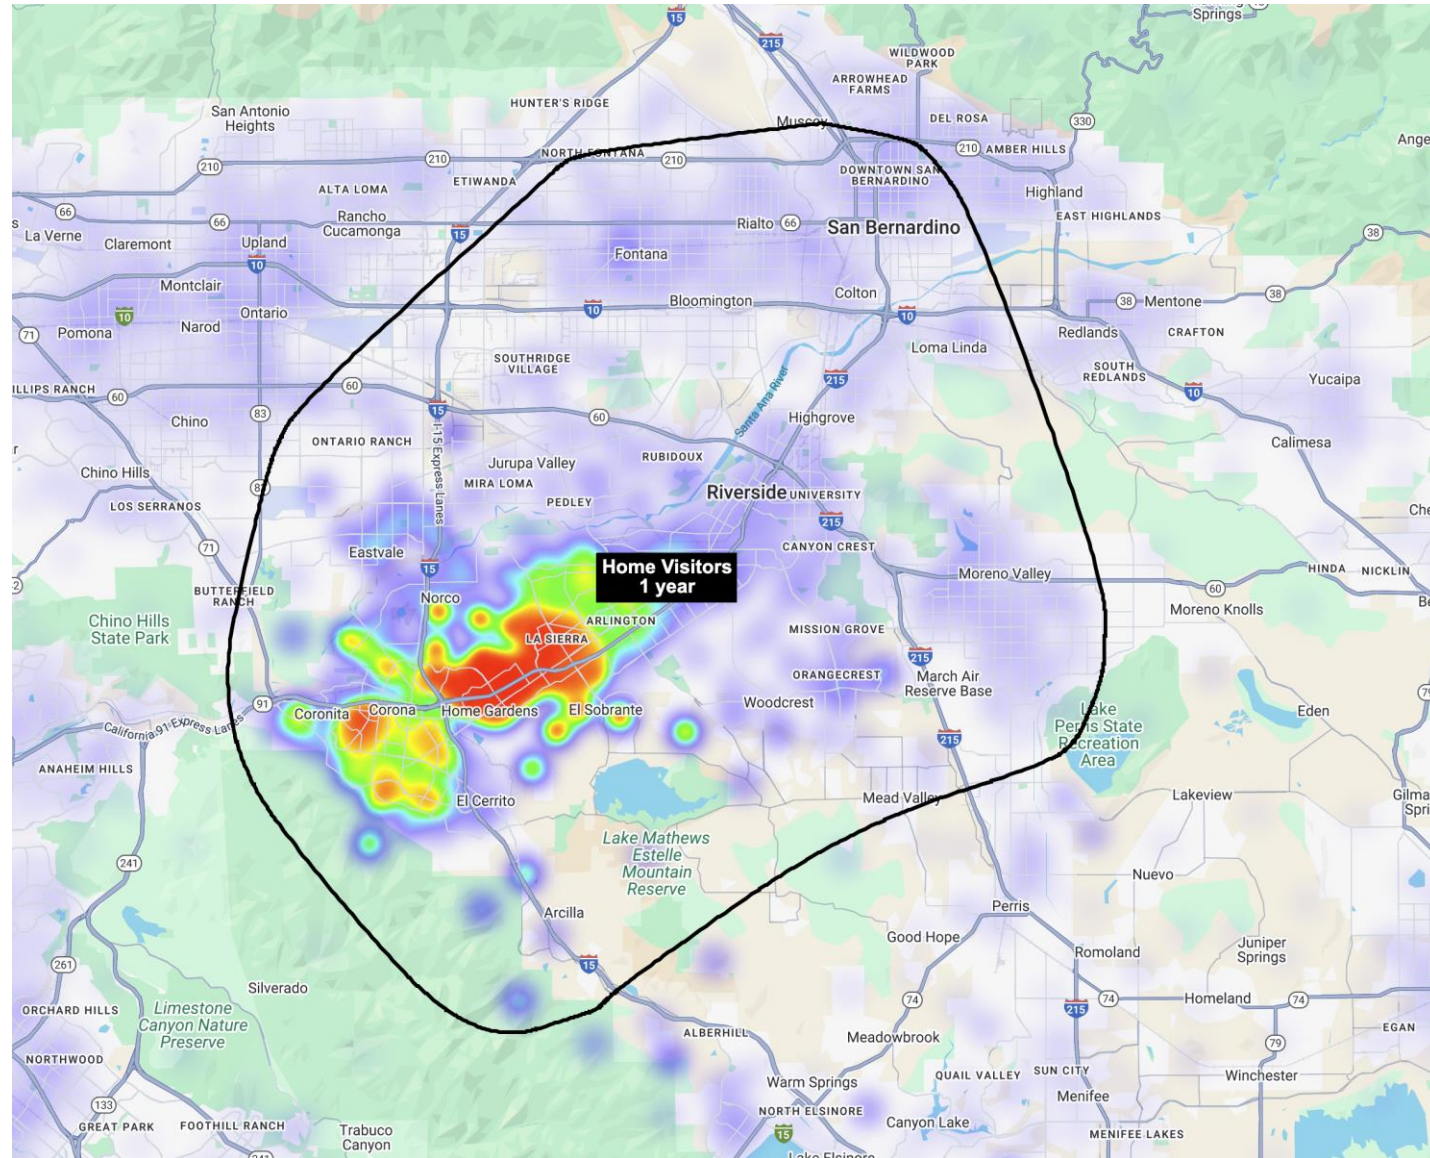 Springs
15
215
WILDWOOD
PARK
ARROWHEAD
FARMS
HUNTER'S RIDGE
San Antonio
Heights
Muscoy
DEL ROSA
330
Ange
210
210
NORTH FONTANA
210
210
AMBER HILLS
ETIWANDA
ALTA LOMA
DOWNTOWN SAN
BERNARDINO
Highland
66
66
Rancho
Cucamonga
15
Rialto
66
San Bernardino
EAST HIGHLANDS
38
s
La Verne
Claremont
Upland
Fontana
10
Montclair
Colton
38
Mentone
38
10
Ontario
10
Bloomington
10
71
Pomona
Narod
Redlands
CRAFTON
Loma Linda
SOUTHRIDGE
VILLAGE
SOUTH
REDLANDS
ILLIPS RANCH
60
60
215
Yucaipa
10
83
15
60
Santa Ana River
Highgrove
Chino
ONTARIO RANCH
I-15 Express Lanes
Calimesa
RUBIDOUX
Jurupa Valley
Chino Hills
MIRA LOMA
83
Riverside
UNIVERSITY
LOS SERRANOS
PEDLEY
Che
215
71
Eastvale
CANYON CREST
15
Home Visitors
1 year
Moreno Valley
HINDA
NICKLIN
60
BUTTERFIELD
RANCH
Norco
Moreno Knolls
Be
Chino Hills
State Park
ARLINGTON
MISSION GROVE
LA SIERRA
215
ORANGECREST
March Air
Reserve Base
91
Coronita
Corona
Home Gardens
El Sobrante
Woodcrest
Eden
California 91 Express Lanes
Lake
Perris State
Recreation
Area
215
ANAHEIM HILLS
El Cerrito
Mead Valley
Lakeview
Gilma
Spri
Lake Mathews
Estelle
Mountain
Reserve
241
Nuevo
Arcilla
Perris
Good Hope
Romoland
Juniper
Springs
261
15
Silverado
74
74
Homeland
74
215
ORCHARD HILLS
Limestone
Canyon Nature
Preserve
ALBERHILL
Meadowbrook
EGAN
79
NORTHWOOD
QUAIL VALLEY
SUN CITY
Winchester
Warm Springs
Menifee
133
NORTH ELSINORE
GREAT PARK
FOOTHILL RANCH
Trabuco
Canyon
Canyon Lake
15
MENIFEE LAKES
241
Lake Elsinore